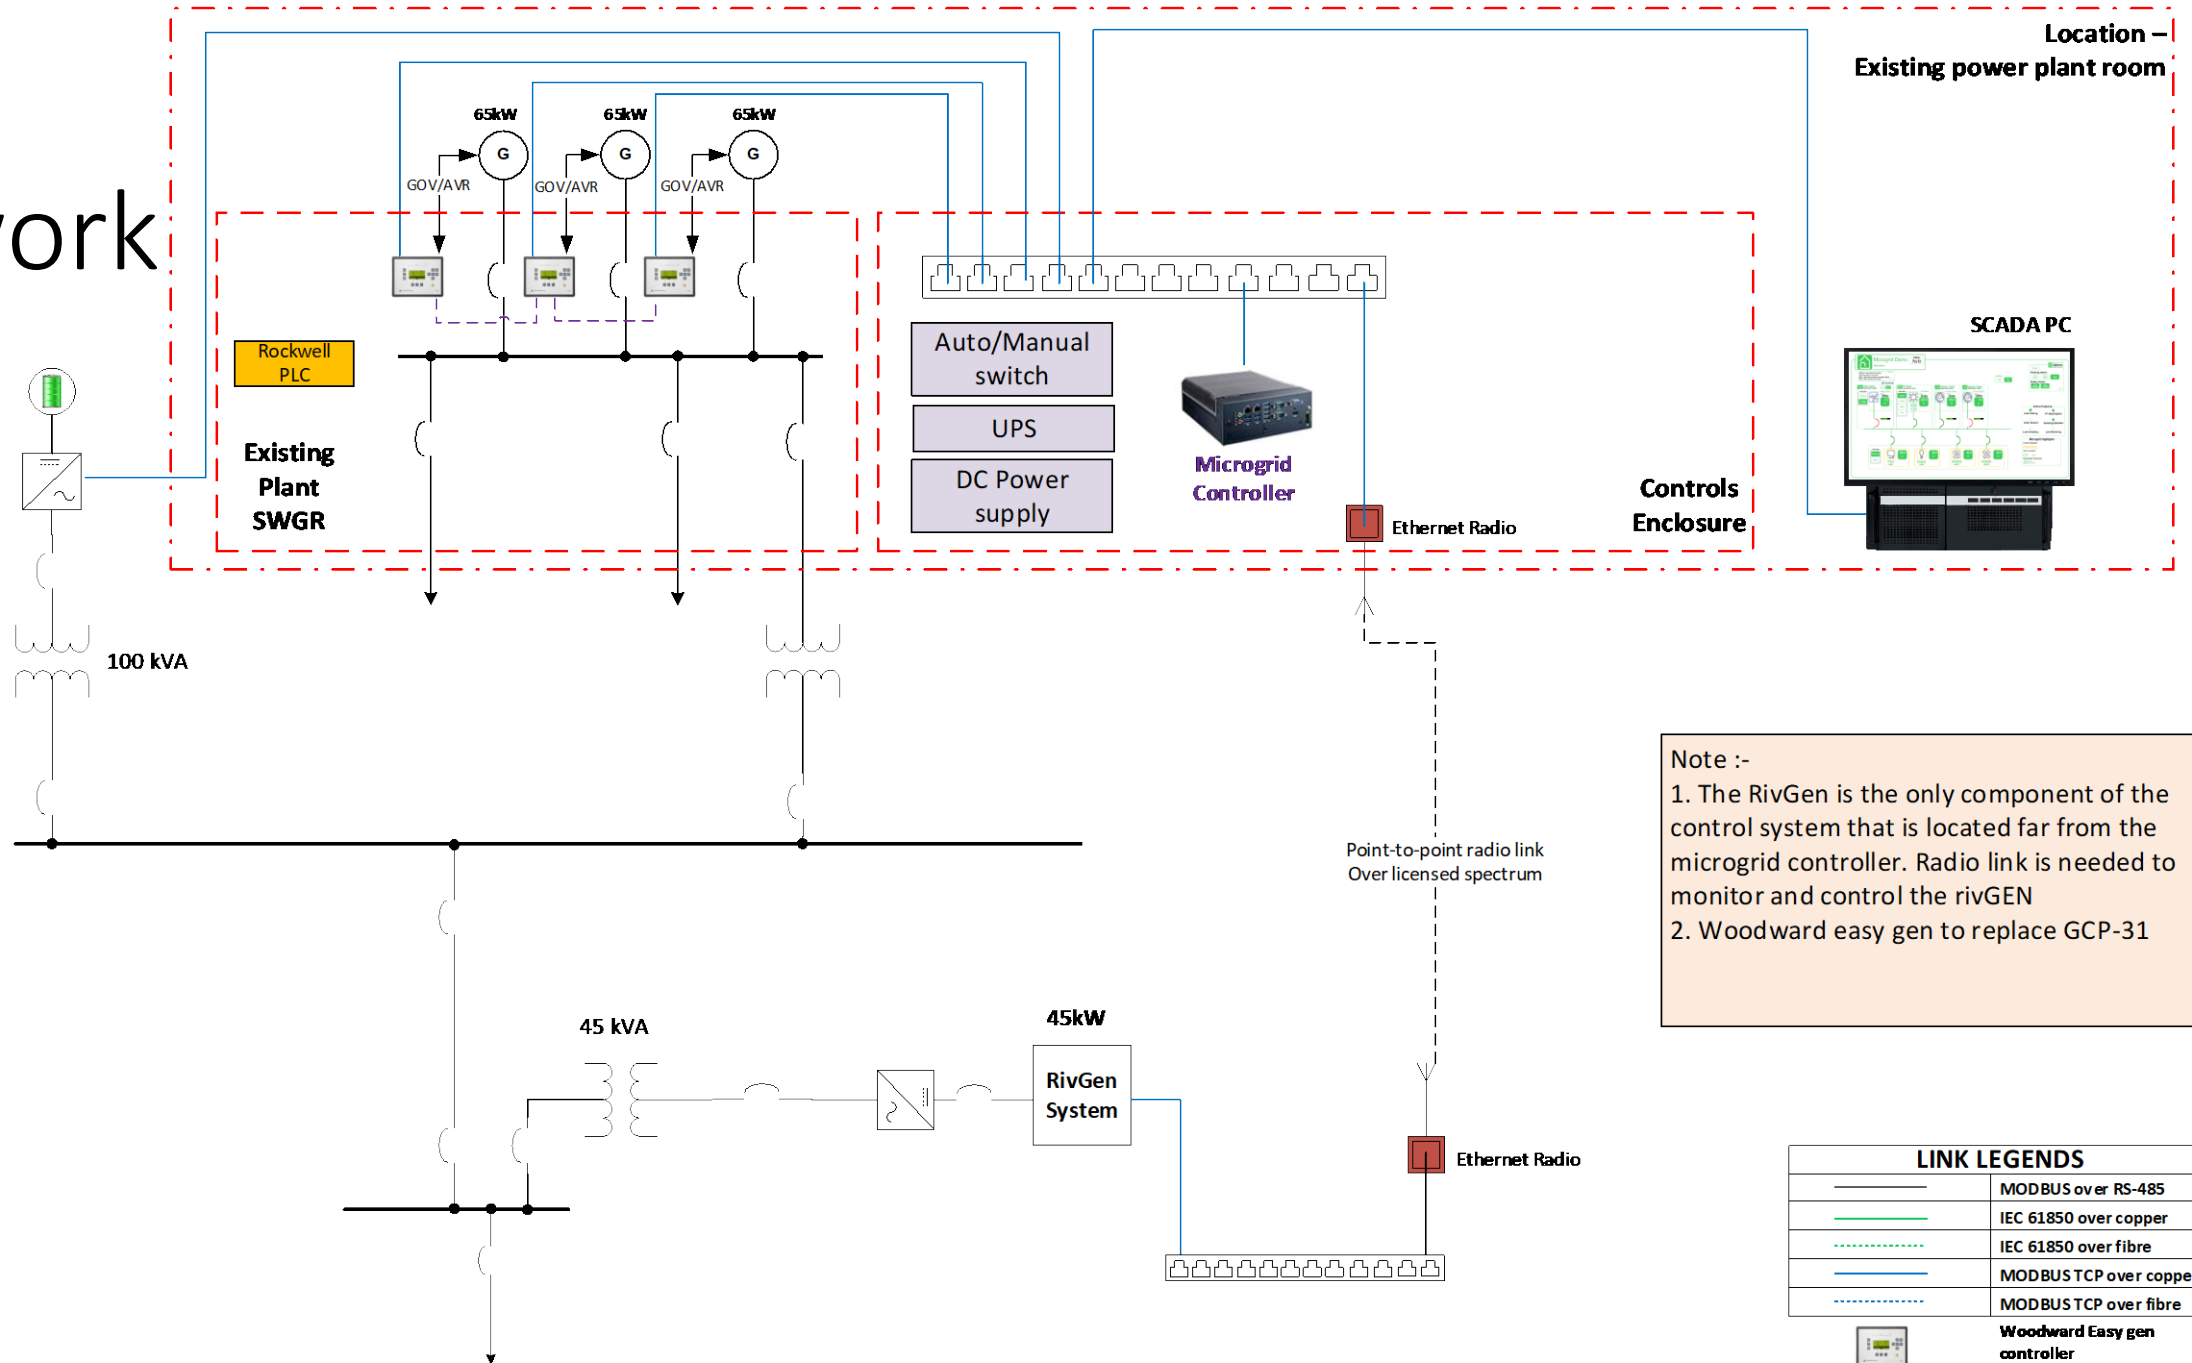 work
Location –
Existing power plant room
65kW
65kW
65kW
G
G
G
GOV/AVR
GOV/AVR
GOV/AVR
Rockwell
PLC
Existing
Plant
SWGR
Auto/Manual
switch
UPS
DC Power
supply
Microgrid
Controller
Ethernet Radio
Controls
Enclosure
SCADA PC
100 kVA
Point-to-point radio link
Over licensed spectrum
Note :-
1. The RivGen is the only component of the
control system that is located far from the
microgrid controller. Radio link is needed to
monitor and control the rivGEN
2. Woodward easy gen to replace GCP-31
45 kVA
45kW
RivGen
System
Ethernet Radio
LINK LEGENDS
MODBUS over RS-485
IEC 61850 over copper
IEC 61850 over fibre
MODBUS TCP over coppe
MODBUS TCP over fibre
Woodward Easy gen
controller